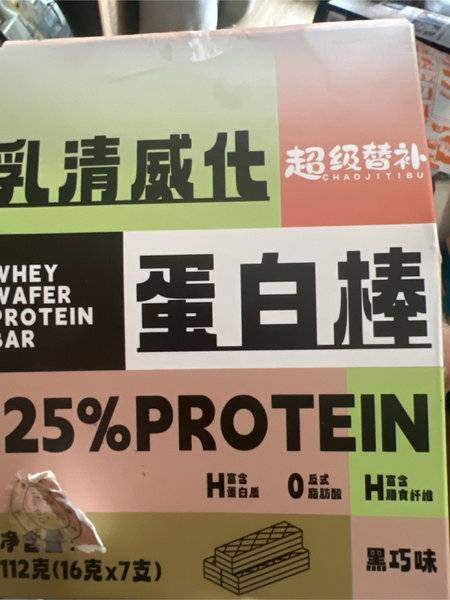 乳清威化
超级替补
CHAOJITIBU
WHEY
WAFER
PROTEIN
BAR
蛋白棒
25%PROTEIN
H富含
蛋白质
0反式
脂肪酸
H富含
膳食纤维
净含量:
112克(16克x7支)
黑巧味